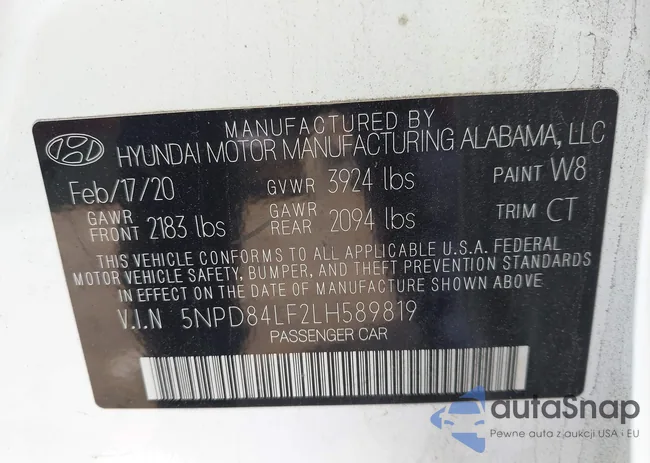 MANUFACTURED BY
HYUNDAI MOTOR MANUFACTURING ALABAMA, LLC
Feb/17/20 GVWR 3924 lbs PAINT W8
GAWR FRONT 2183 lbs GAWR REAR 2094 lbs TRIM CT
THIS VEHICLE CONFORMS TO ALL APPLICABLE U.S.A. FEDERAL
MOTOR VEHICLE SAFETY, BUMPER, AND THEFT PREVENTION STANDARDS
IN EFFECT ON THE DATE OF MANUFACTURE SHOWN ABOVE
V.I.N 5NPD84LF2LH589819
PASSENGER CAR
autaSnap
Pewne auta z aukcji USA i EU